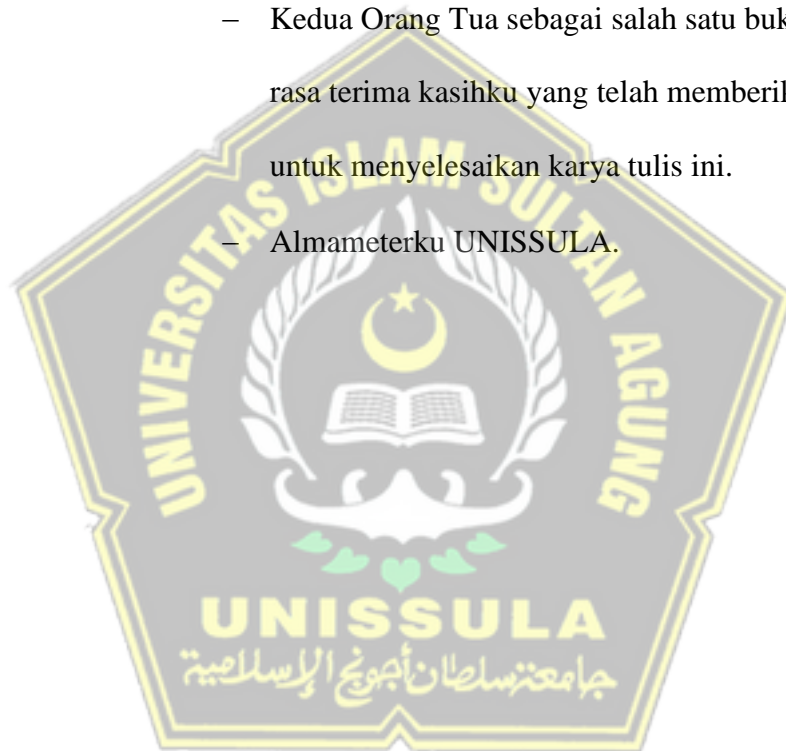 – Kedua Orang Tua sebagai salah satu buk
rasa terima kasihku yang telah memberik
untuk menyelesaikan karya tulis ini.
– Almameterku UNISSULA.
UNIVERSITAS ISLAM SULTAN AGUNG
UNISSULA
جامعة سلطان أجونج الإسلامية